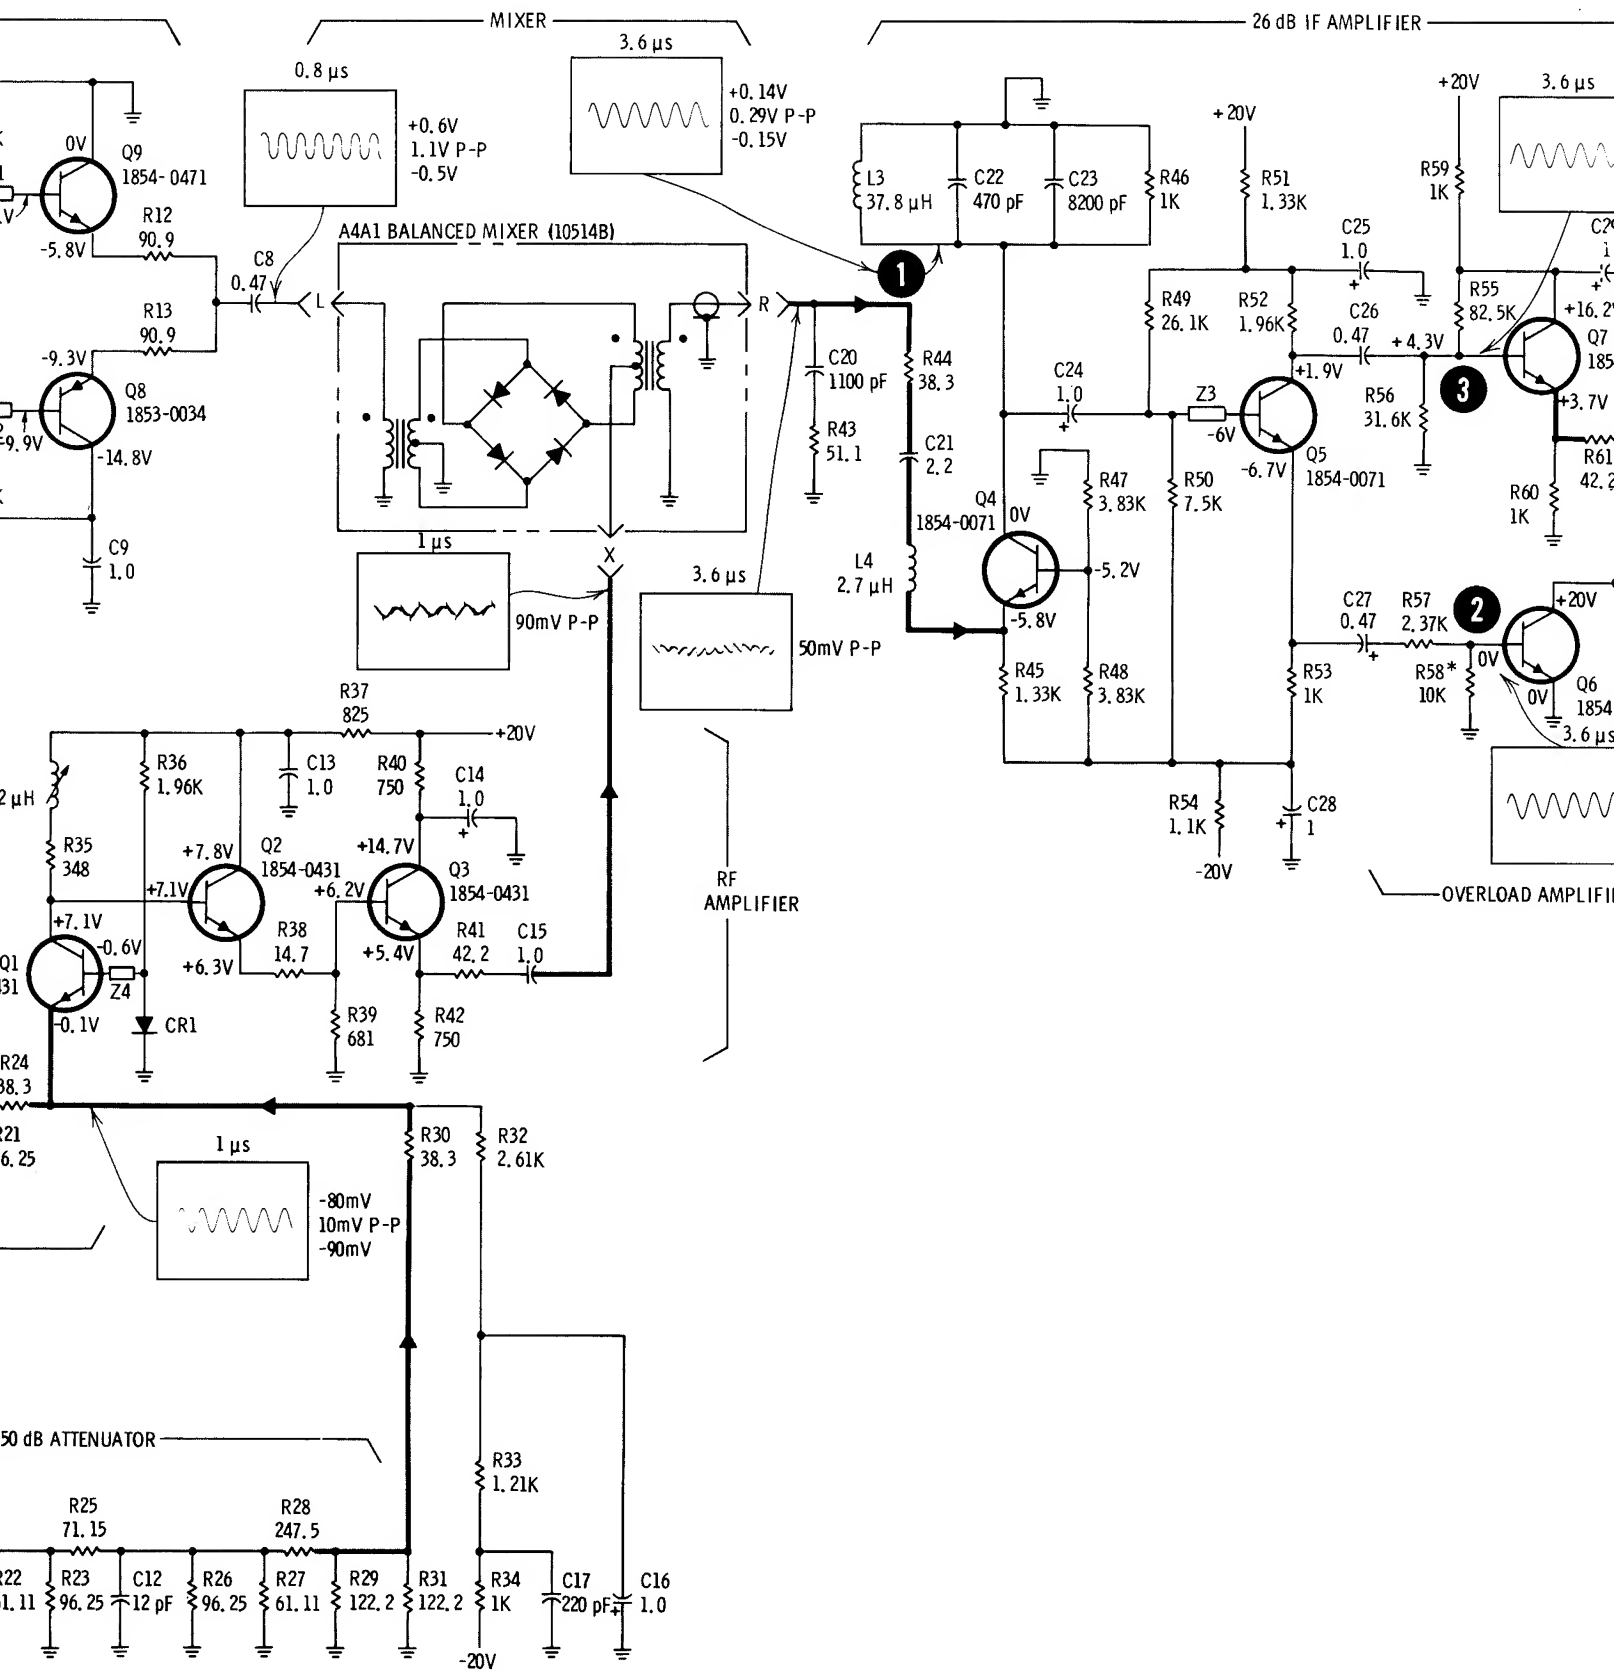 MIXER
26 dB IF AMPLIFIER
0.8 µs
+0.6V
1.1V P-P
-0.5V
3.6 µs
+0.14V
0.29V P-P
-0.15V
0V
Q9
1854-0471
-5.8V
R12
90.9
R13
90.9
C8
0.47
L
-9.3V
Q8
1853-0034
-9.9V
-14.8V
C9
1.0
A4A1 BALANCED MIXER (10514B)
R
X
1 µs
90mV P-P
3.6 µs
50mV P-P
C20
1100 pF
R43
51.1
1
R44
38.3
C21
2.2
L4
2.7 µH
L3
37.8 µH
C22
470 pF
C23
8200 pF
R46
1K
C24
1.0
+
Q4
1854-0071
0V
-5.2V
-5.8V
R45
1.33K
R47
3.83K
R48
3.83K
+20V
R51
1.33K
R49
26.1K
R52
1.96K
C25
1.0
+
C26
0.47
+4.3V
+1.9V
Z3
-6V
-6.7V
Q5
1854-0071
R50
7.5K
R56
31.6K
3
+20V
3.6 µs
R59
1K
R55
82.5K
+
Q7
+3.7V
R60
1K
R61
C27
0.47
+
R57
2.37K
2
0V
R58*
10K
R53
1K
+20V
0V
Q6
1854
3.6 µs
R54
1.1K
-20V
C28
+
1
OVERLOAD
R37
825
+20V
R36
1.96K
C13
1.0
R40
750
C14
1.0
+
R35
348
+7.8V
Q2
1854-0431
+7.1V
+14.7V
+6.2V
Q3
1854-0431
+7.1V
-0.6V
Q1
Z4
-0.1V
CR1
+6.3V
R38
14.7
+5.4V
R41
42.2
C15
1.0
R39
681
R42
750
RF
AMPLIFIER
R24
1 µs
-80mV
10mV P-P
-90mV
R30
38.3
R32
2.61K
50 dB ATTENUATOR
R33
1.21K
R25
71.15
R28
247.5
R23
96.25
C12
12 pF
R26
96.25
R27
61.11
R29
122.2
R31
122.2
R34
1K
C17
220 pF
C16
+
1.0
-20V